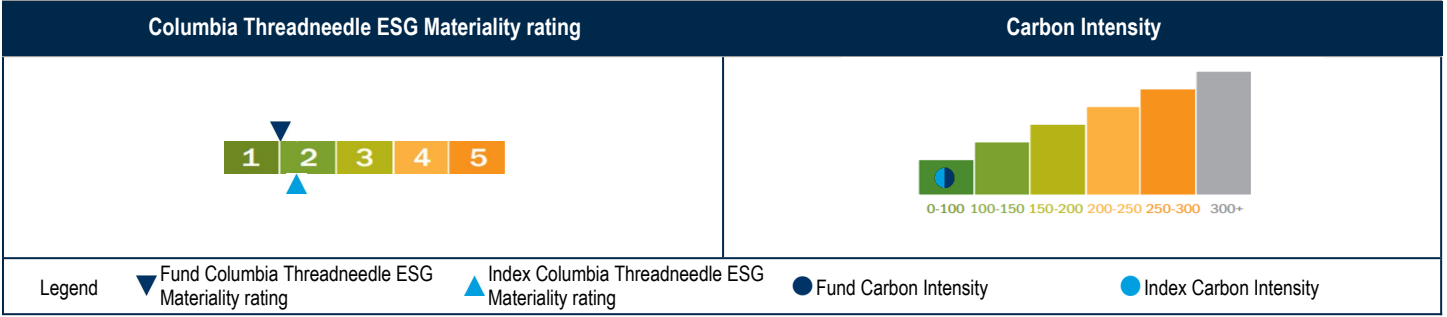 Columbia Threadneedle ESG Materiality rating
Carbon Intensity
1 2 3 4 5
0-100 100-150 150-200 200-250 250-300 300+
Legend
Fund Columbia Threadneedle ESG
Materiality rating
Index Columbia Threadneedle ESG
Materiality rating
Fund Carbon Intensity
Index Carbon Intensity